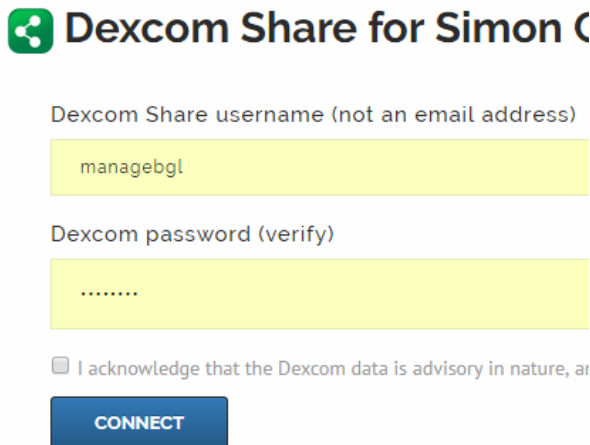 Dexcom Share for Simon
Dexcom Share username (not an email address)
managebgl
Dexcom password (verify)
........
I acknowledge that the Dexcom data is advisory in nature,
CONNECT